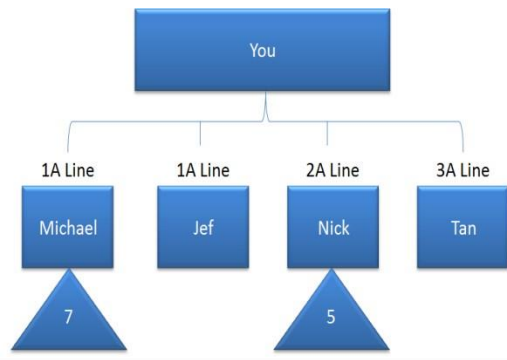 You
1A Line
1A Line
2A Line
3A Line
Michael
Jef
Nick
Tan
7
5